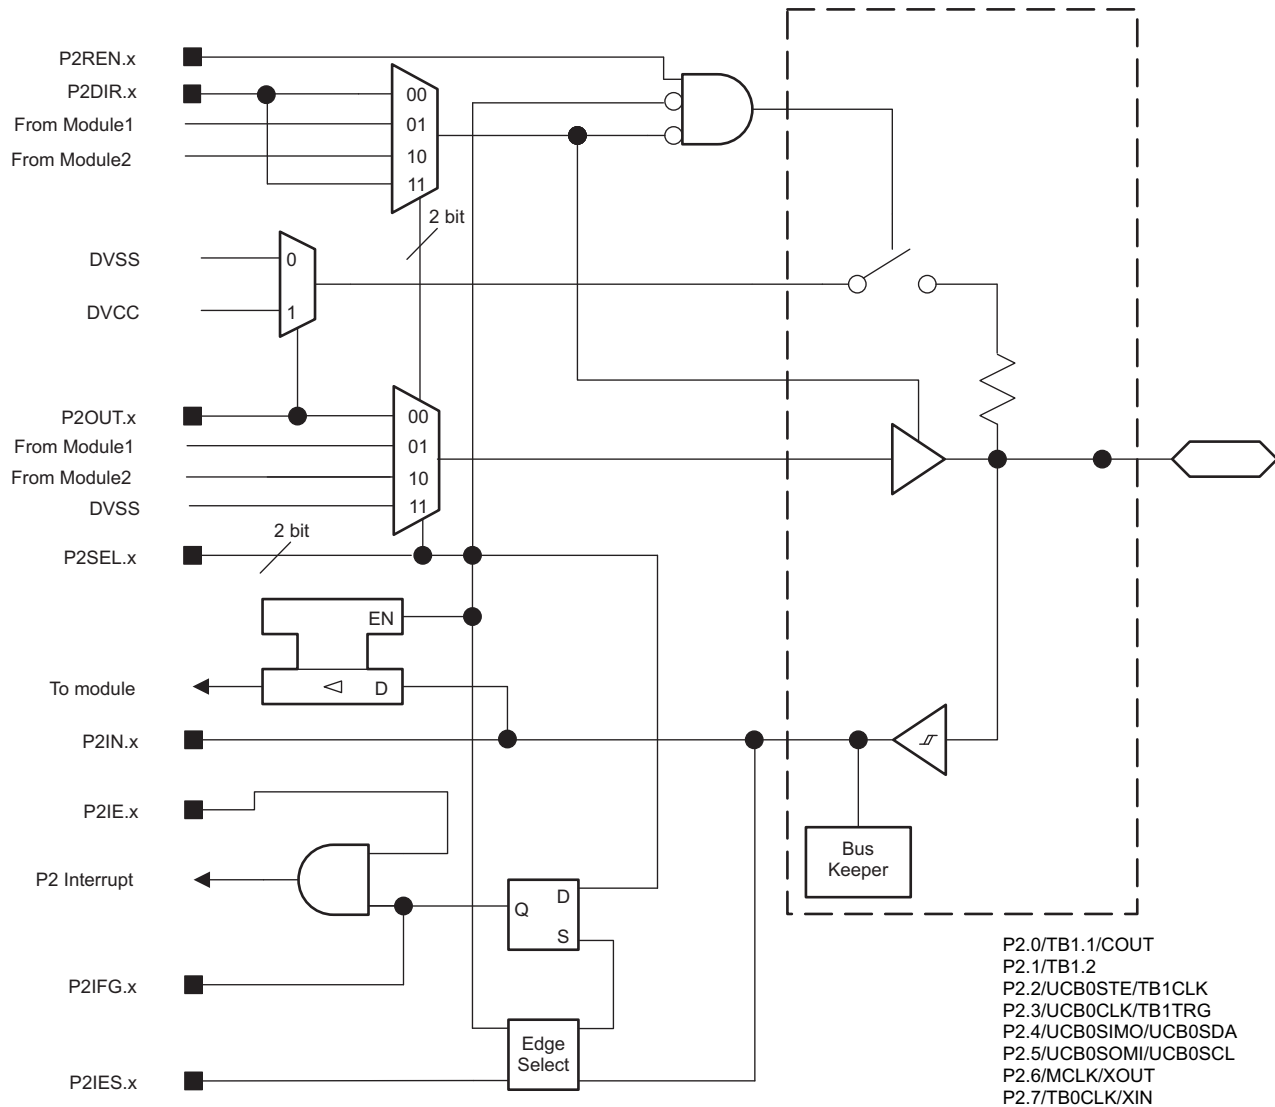 P2REN.x
P2DIR.x
From Module1
From Module2
00
01
10
11
2 bit
DVSS
DVCC
0
1
P2OUT.x
From Module1
From Module2
DVSS
00
01
10
11
P2SEL.x
2 bit
EN
D
To module
P2IN.x
P2IE.x
P2 Interrupt
Q
D
S
Bus
Keeper
P2IFG.x
Edge
Select
P2IES.x
P2.0/TB1.1/COUT
P2.1/TB1.2
P2.2/UCB0STE/TB1CLK
P2.3/UCB0CLK/TB1TRG
P2.4/UCB0SIMO/UCB0SDA
P2.5/UCB0SOMI/UCB0SCL
P2.6/MCLK/XOUT
P2.7/TB0CLK/XIN